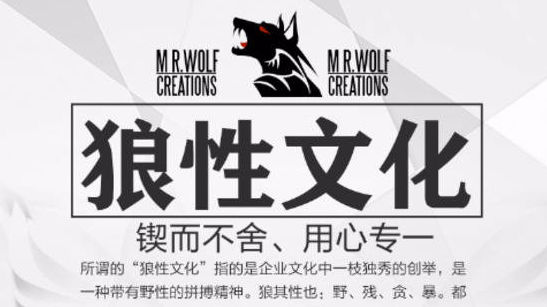 MR.WOLF
CREATIONS
MR.WOLF
CREATIONS
狼性文化
锲而不舍、用心专一
所谓的“狼性文化”指的是企业文化中一枝独秀的创举，是
一种带有野性的拼搏精神。狼其性也：野、残、贪、暴。都